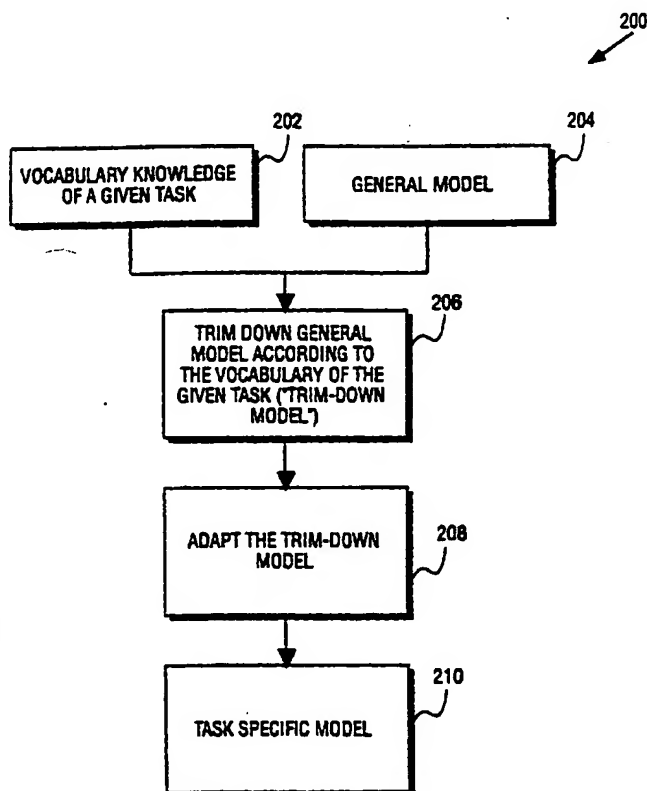 200
202
204
VOCABULARY KNOWLEDGE
OF A GIVEN TASK
GENERAL MODEL
206
TRIM DOWN GENERAL
MODEL ACCORDING TO
THE VOCABULARY OF THE
GIVEN TASK ("TRIM-DOWN
MODEL")
ADAPT THE TRIM-DOWN
MODEL
208
TASK SPECIFIC MODEL
210